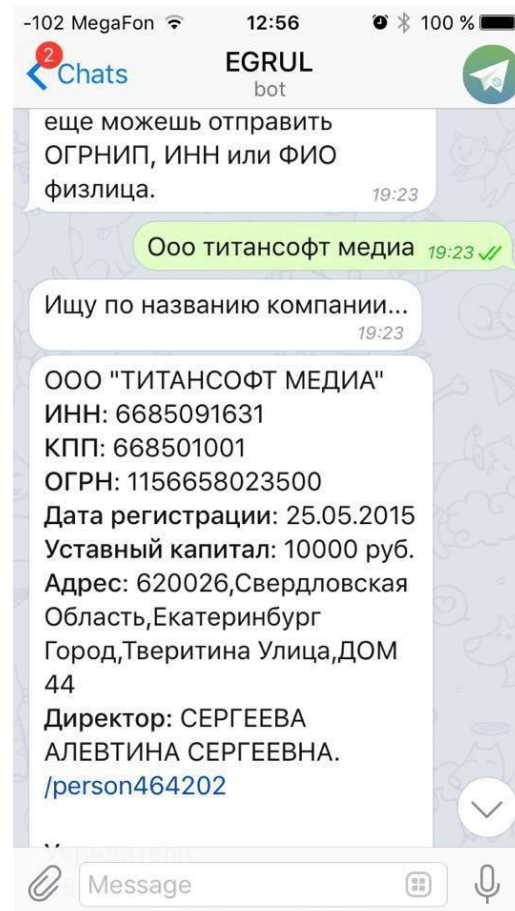 -102 MegaFon 12:56 100 %
2
Chats
EGRUL
bot
еще можешь отправить
ОГРНИП, ИНН или ФИО
физлица. 19:23
Ооо титансофт медиа 19:23
Ищу по названию компании...
19:23
ООО "ТИТАНСОФТ МЕДИА"
ИНН: 6685091631
КПП: 668501001
ОГРН: 1156658023500
Дата регистрации: 25.05.2015
Уставный капитал: 10000 руб.
Адрес: 620026,Свердловская
Область,Екатеринбург
Город,Тверитина Улица,ДОМ
44
Директор: СЕРГЕЕВА
АЛЕВТИНА СЕРГЕЕВНА.
/person464202
Message